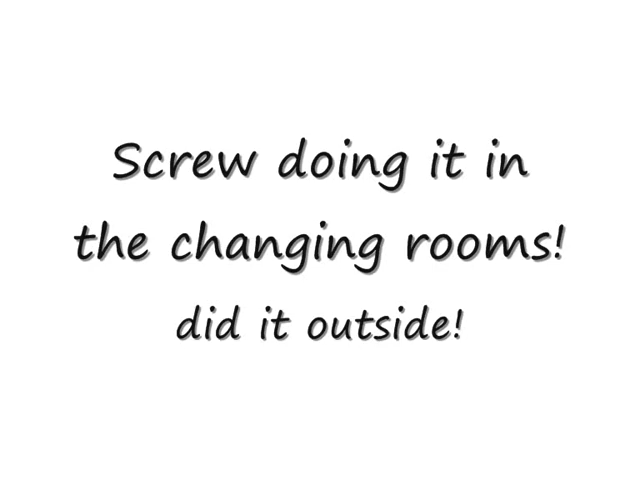 Screw doing it in
the changing rooms!
did it outside!